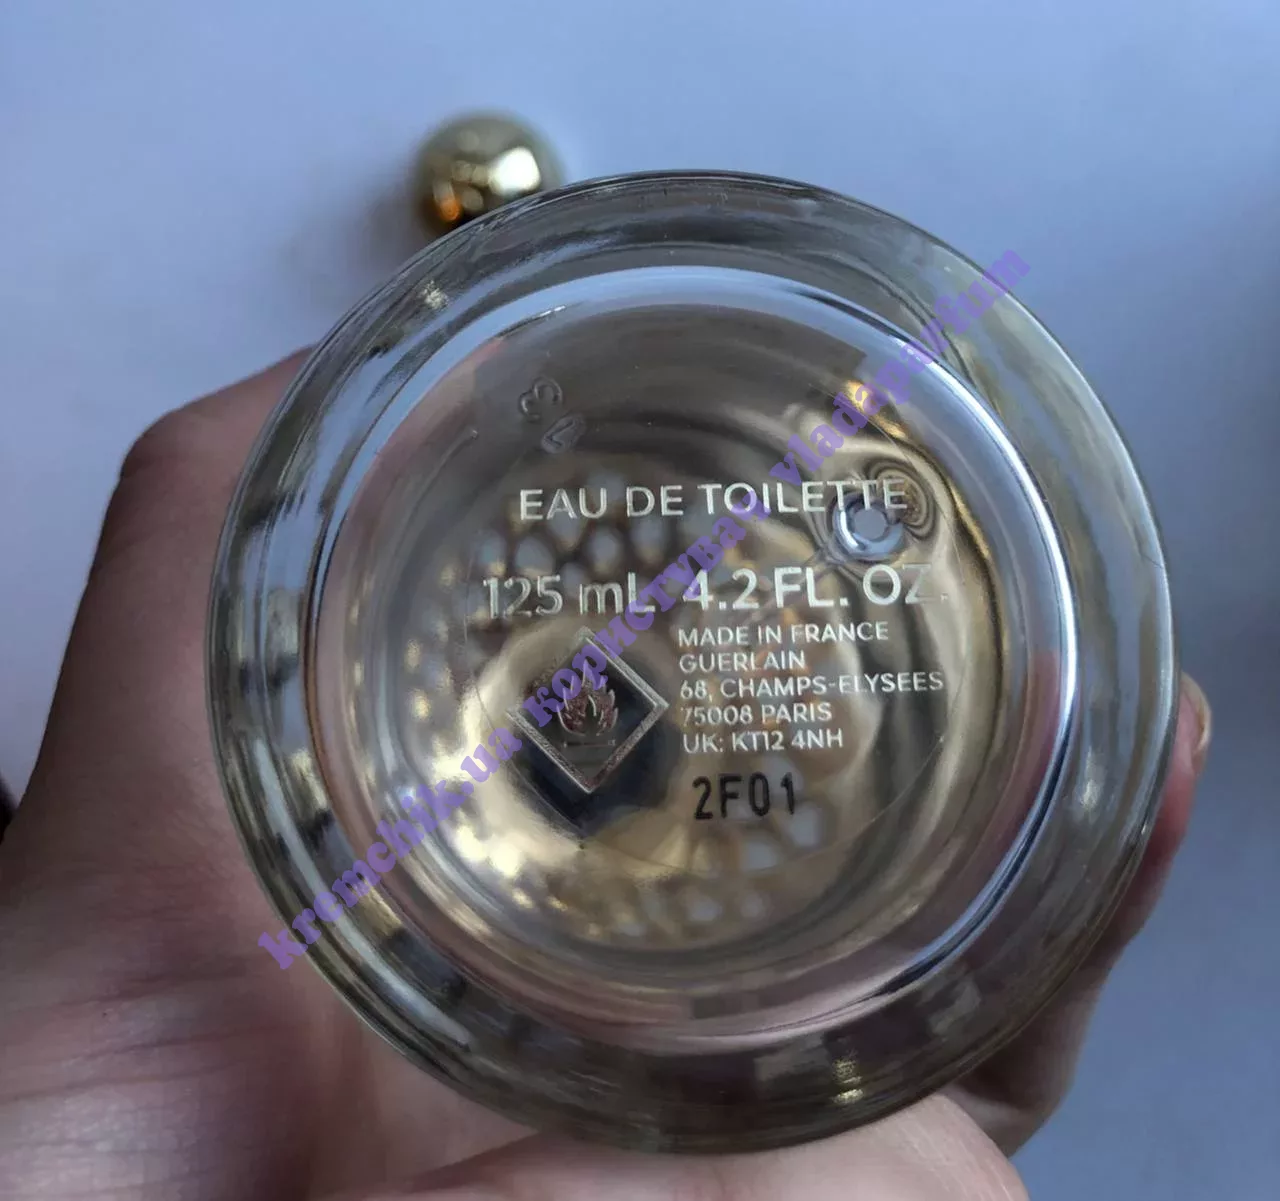 EAU DE TOILETTE
125 mL 4.2 FL. OZ.
MADE IN FRANCE
GUERLAIN
68, CHAMPS-ELYSEES
75008 PARIS
UK: KT12 4NH
2F01
kremchik.ua користувач vladaparfum